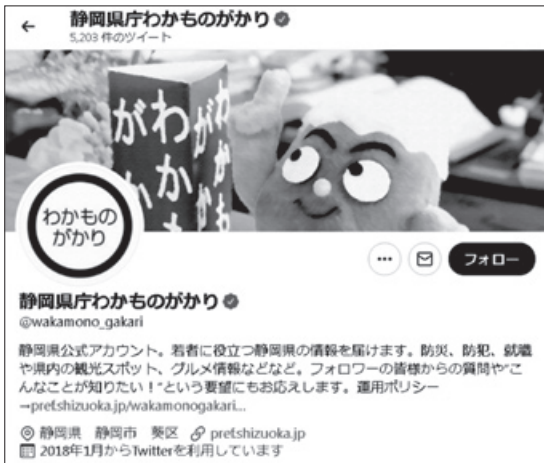 静岡県庁わかものがかり
5,203 件のツイート
わかも
がか
わかも
がか
わかもの
がかり
フォロー
静岡県庁わかものがかり
@wakamono_gakari
静岡県公式アカウント。若者に役立つ静岡県の情報を届けます。防災、防犯、就職
や県内の観光スポット、グルメ情報などなど。フォロワーの皆様からの質問や"こ
んなことが知りたい！"という要望にもお応えします。運用ポリシー
→pref.shizuoka.jp/wakamonogakari...
静岡県 静岡市 葵区 pref.shizuoka.jp
2018年1月からTwitterを利用しています